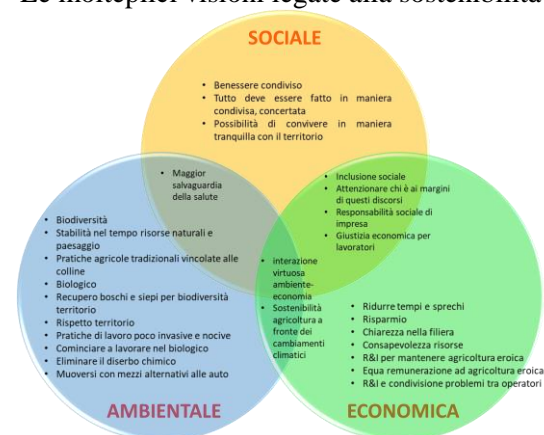 Le molteplici visioni legate alla sostenibilità
SOCIALE
• Benessere condiviso
• Tutto deve essere fatto in maniera
condivisa, concertata
• Possibilità di convivere in maniera
tranquilla con il territorio
• Maggior
salvaguardia
della salute
• Inclusione sociale
• Attenzionare chi è ai margini
di questi discorsi
• Responsabilità sociale di
impresa
• Giustizia economica per
lavoratori
• Biodiversità
• Stabilità nel tempo risorse naturali e
paesaggio
• Pratiche agricole tradizionali vincolate alle
colline
• Biologico
• Recupero boschi e siepi per biodiversità
territorio
• Rispetto territorio
• Pratiche di lavoro poco invasive e nocive
• Cominciare a lavorare nel biologico
• Eliminare il diserbo chimico
• Muoversi con mezzi alternativi alle auto
• interazione
virtuosa
ambiente-
economia
• Sostenibilità
agricoltura a
fronte dei
cambiamenti
climatici
• Ridurre tempi e sprechi
• Risparmio
• Chiarezza nella filiera
• Consapevolezza risorse
• R&I per mantenere agricoltura eroica
• Equa remunerazione ad agricoltura eroica
• R&I e condivisione problemi tra operatori
AMBIENTALE
ECONOMICA